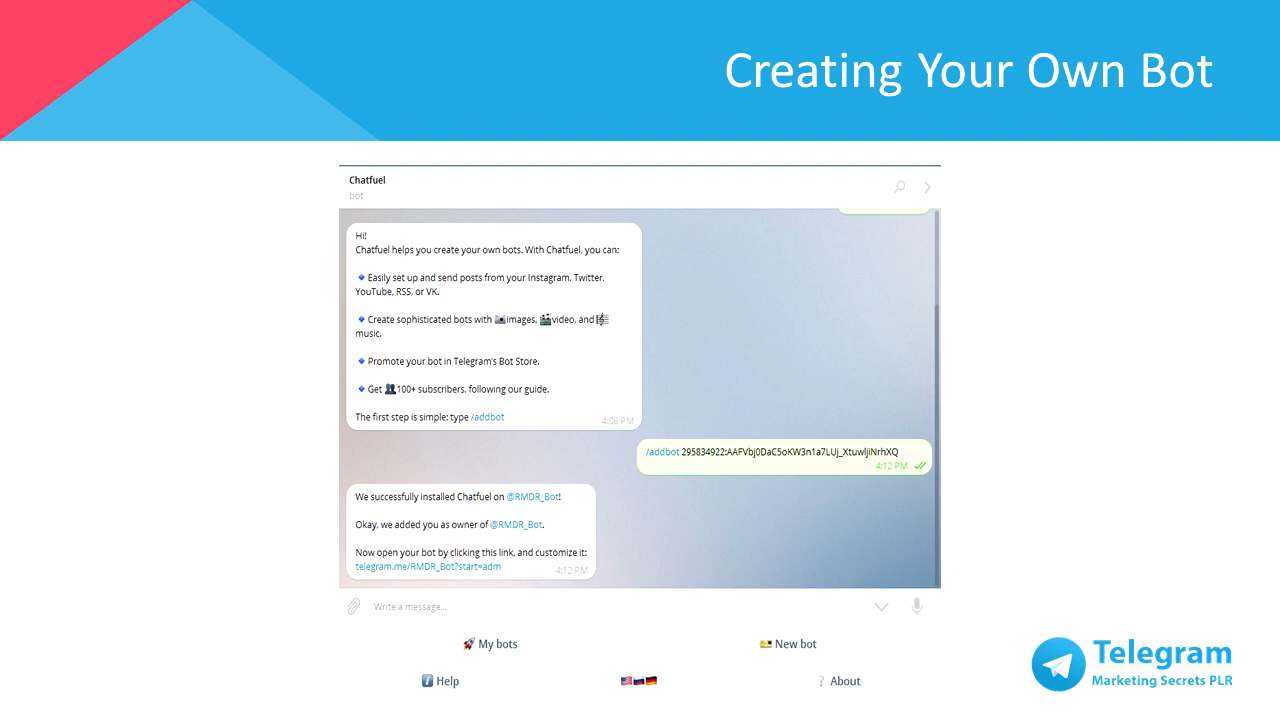 Creating Your Own Bot
Chatfuel
bot
Hi!
Chatfuel helps you create your own bots. With Chatfuel, you can:
Easily set up and send posts from your Instagram, Twitter,
YouTube, RSS, or VK.
Create sophisticated bots with images, video, and
music.
Promote your bot in Telegram's Bot Store.
Get 100+ subscribers, following our guide.
The first step is simple: type /addbot
4:06 PM
/addbot 295834922:AAFVbj0DaC5oKW3n1a7LUj_XtuwljiNrhXQ
4:12 PM
We successfully installed Chatfuel on @RMDR_Bot!
Okay, we added you as owner of @RMDR_Bot.
Now open your bot by clicking this link, and customize it:
telegram.me/RMDR_Bot?start=adm
4:12 PM
Write a message...
My bots
New bot
Help
About
Telegram
Marketing Secrets PLR